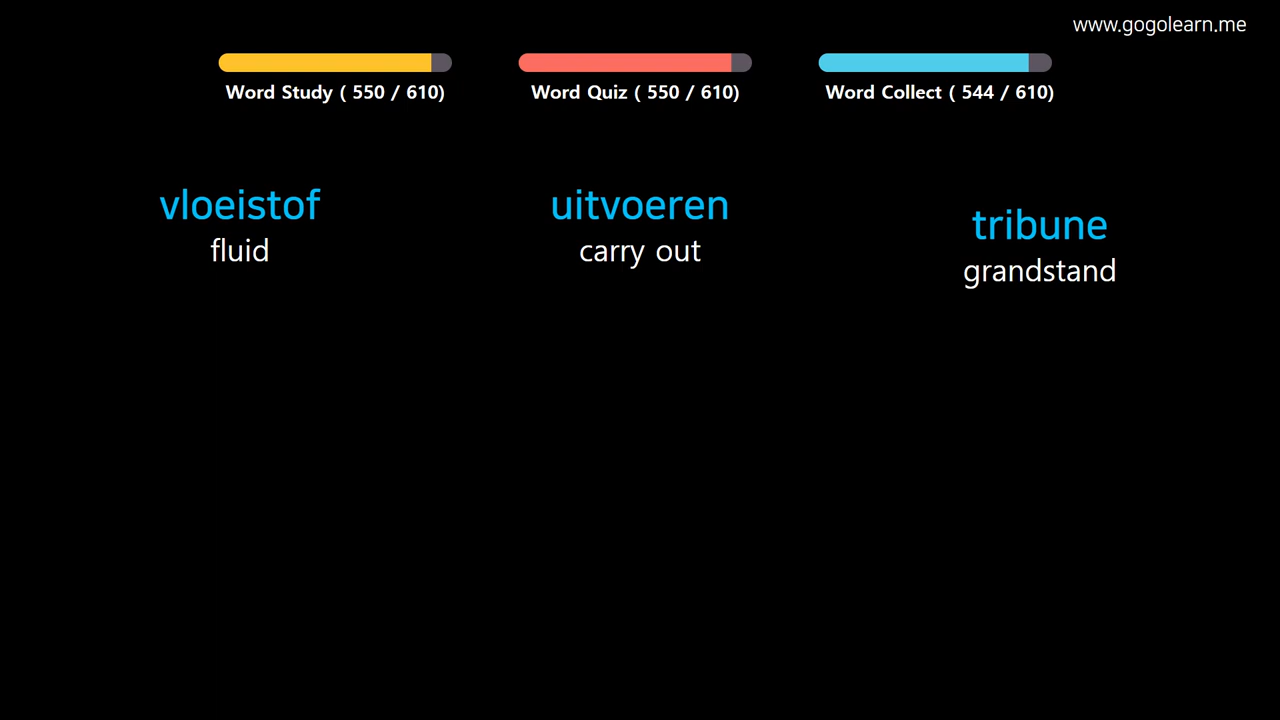 www.gogolearn.me
Word Study ( 550 / 610)
Word Quiz ( 550 / 610)
Word Collect ( 544 / 610)
vloeistof
fluid
uitvoeren
carry out
tribune
grandstand